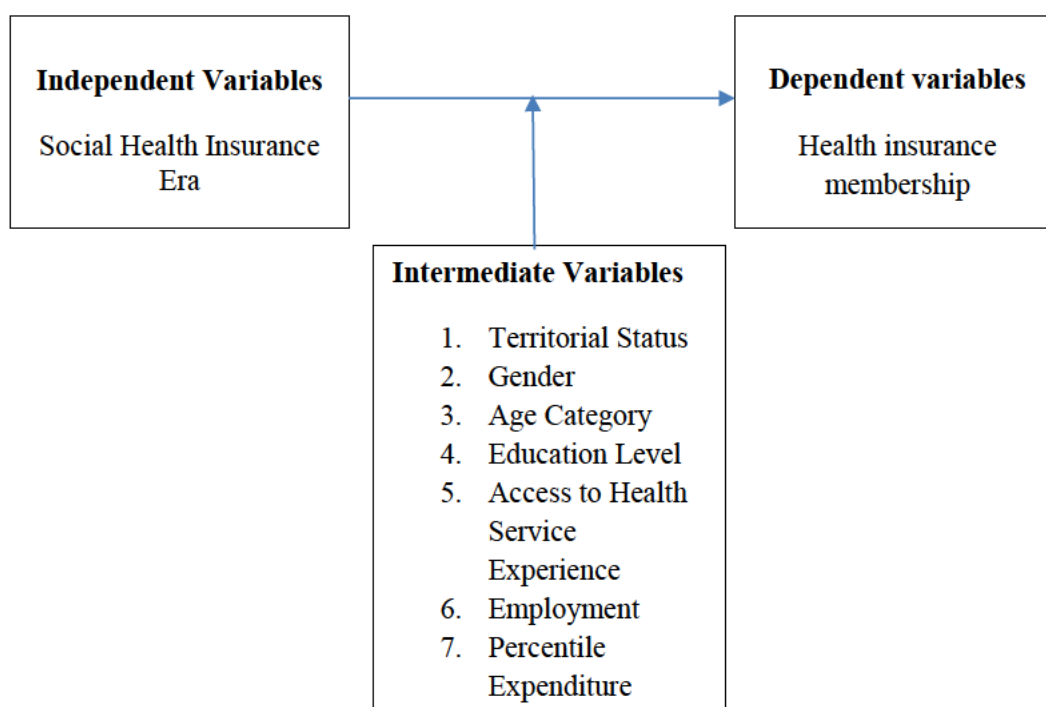 Independent Variables
Social Health Insurance
Era
Dependent variables
Health insurance
membership
Intermediate Variables
1. Territorial Status
2. Gender
3. Age Category
4. Education Level
5. Access to Health
Service
Experience
6. Employment
7. Percentile
Expenditure